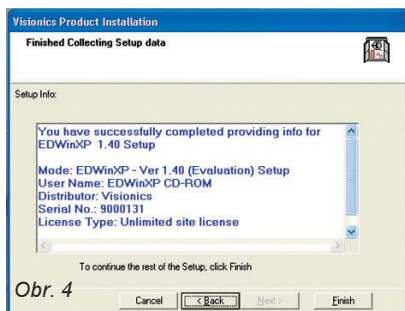 Visionics Product Installation
Finished Collecting Setup data
Setup Info:
You have successfully completed providing info for
EDWinXP 1.40 Setup
Mode: EDWinXP - Ver 1.40 (Evaluation) Setup
User Name: EDWinXP CD-ROM
Distributor: Visionics
Serial No.: 9000131
License Type: Unlimited site license
To continue the rest of the Setup, click Finish
Obr. 4
Cancel
< Back
Next >
Finish